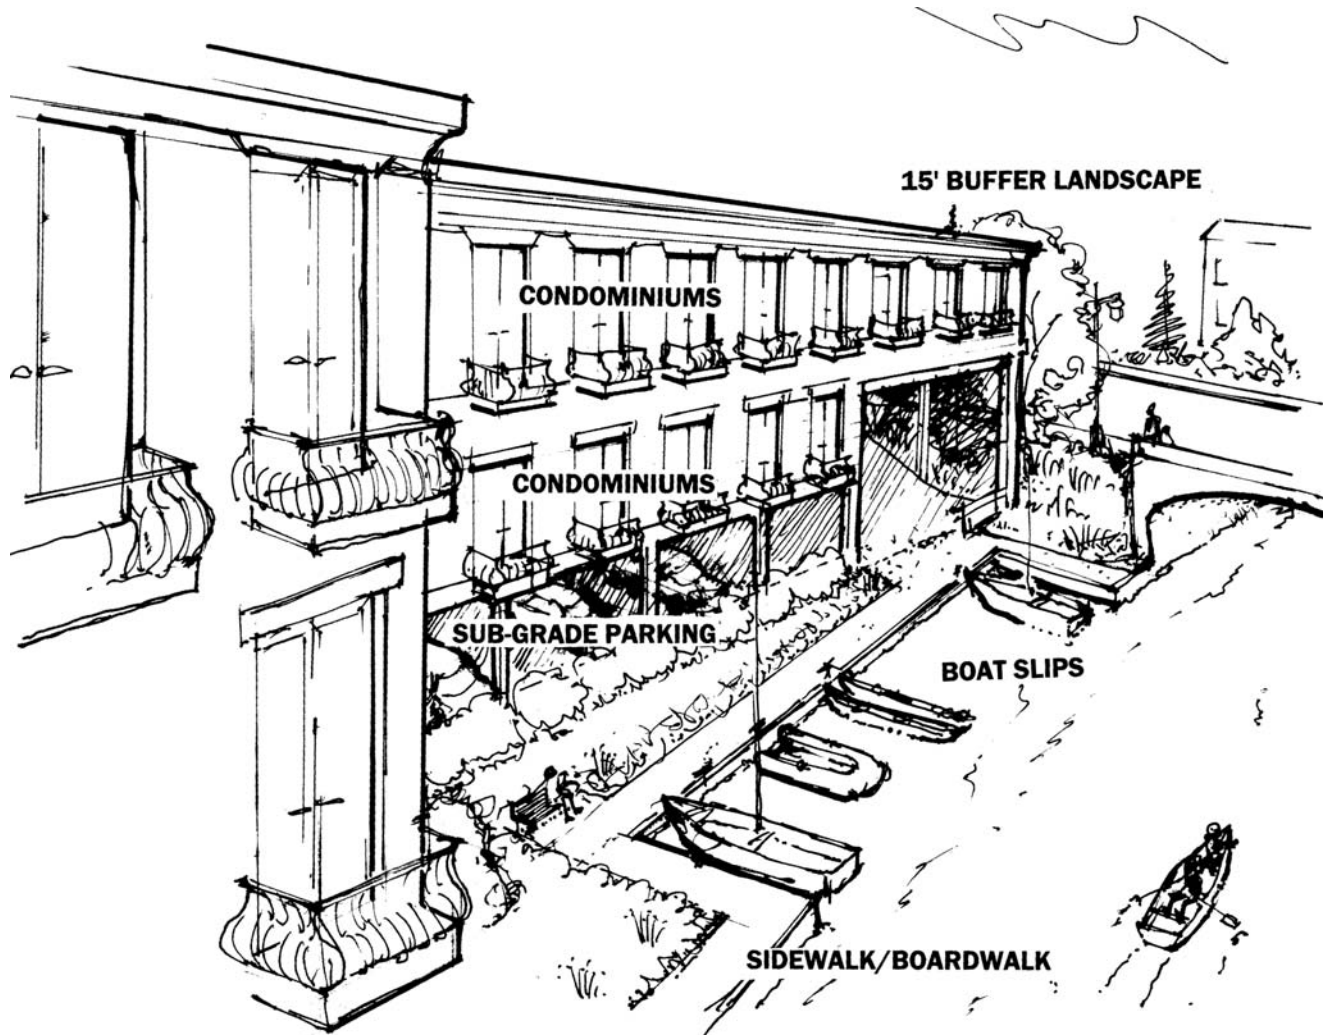 15' BUFFER LANDSCAPE
CONDOMINIUMS
CONDOMINIUMS
SUB-GRADE PARKING
BOAT SLIPS
SIDEWALK/BOARDWALK